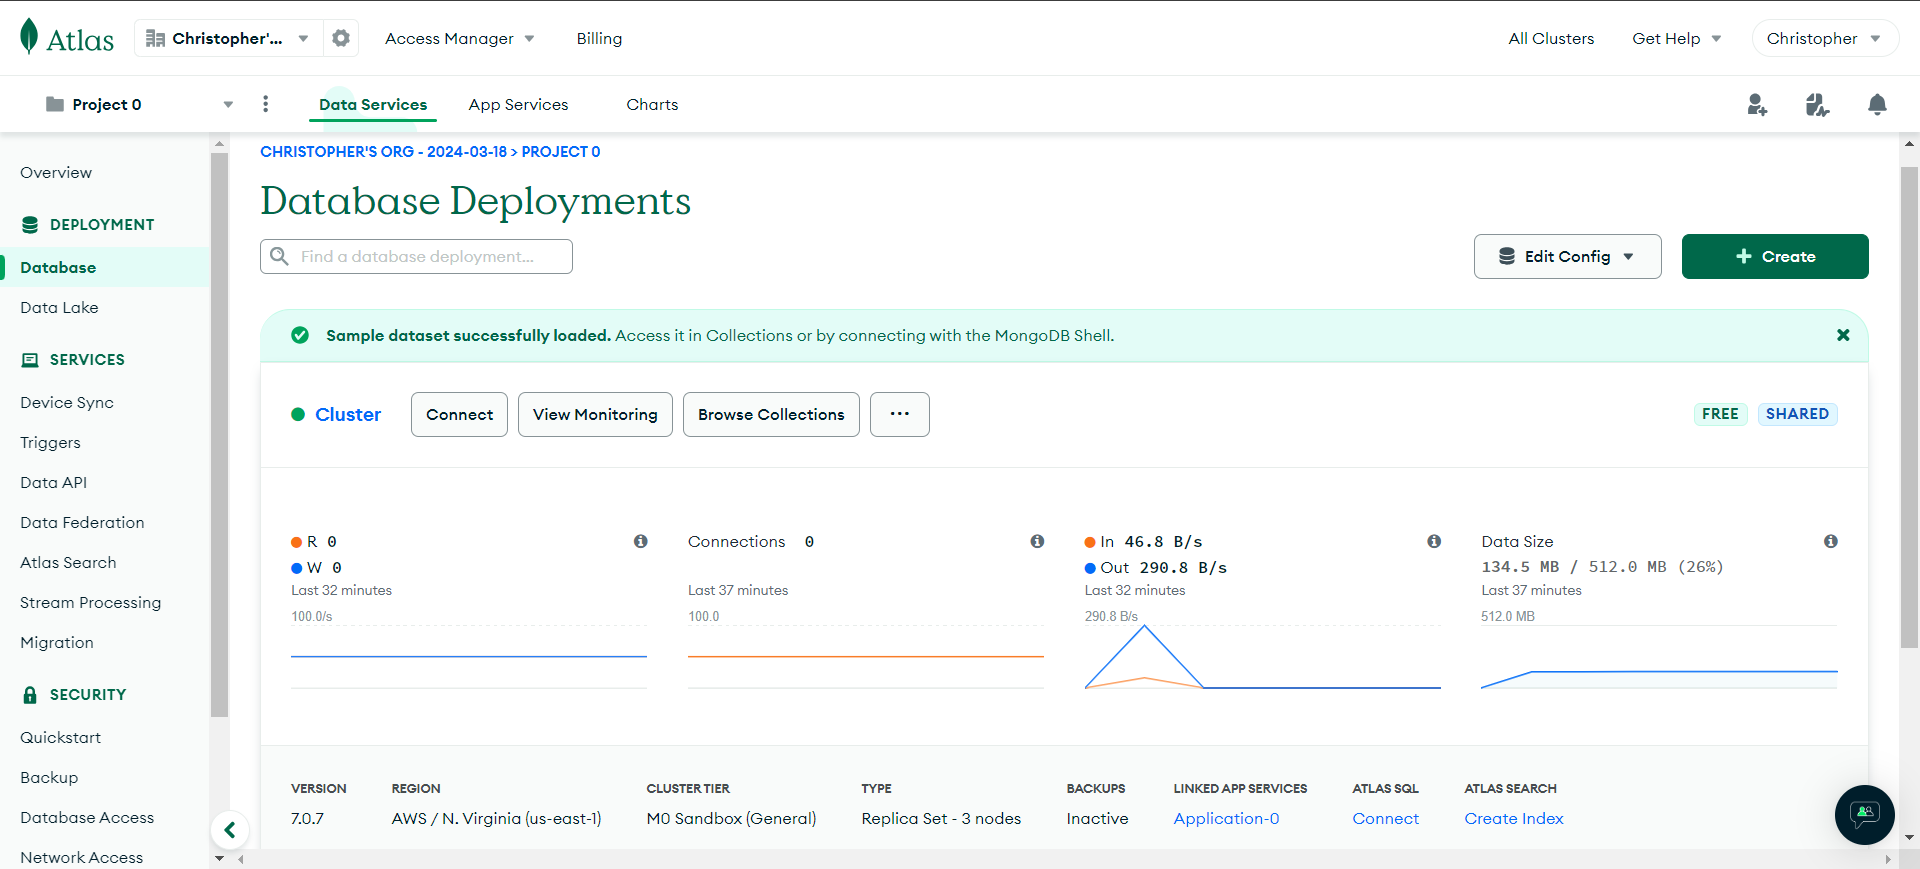 Atlas
Christopher'...
Access Manager
Billing
All Clusters
Get Help
Christopher
Project 0
Data Services
App Services
Charts
Overview
DEPLOYMENT
Database
Data Lake
SERVICES
Device Sync
Triggers
Data API
Data Federation
Atlas Search
Stream Processing
Migration
SECURITY
Quickstart
Backup
Database Access
Network Access
CHRISTOPHER'S ORG - 2024-03-18 > PROJECT 0
Database Deployments
Find a database deployment...
Edit Config
+ Create
Sample dataset successfully loaded. Access it in Collections or by connecting with the MongoDB Shell.
Cluster
Connect
View Monitoring
Browse Collections
...
FREE
SHARED
R 0
W 0
Last 32 minutes
100.0/s
Connections 0
Last 37 minutes
100.0
In 46.8 B/s
Out 290.8 B/s
Last 32 minutes
290.8 B/s
Data Size
134.5 MB / 512.0 MB (26%)
Last 37 minutes
512.0 MB
VERSION
7.0.7
REGION
AWS / N. Virginia (us-east-1)
CLUSTER TIER
M0 Sandbox (General)
TYPE
Replica Set - 3 nodes
BACKUPS
Inactive
LINKED APP SERVICES
Application-0
ATLAS SQL
Connect
ATLAS SEARCH
Create Index